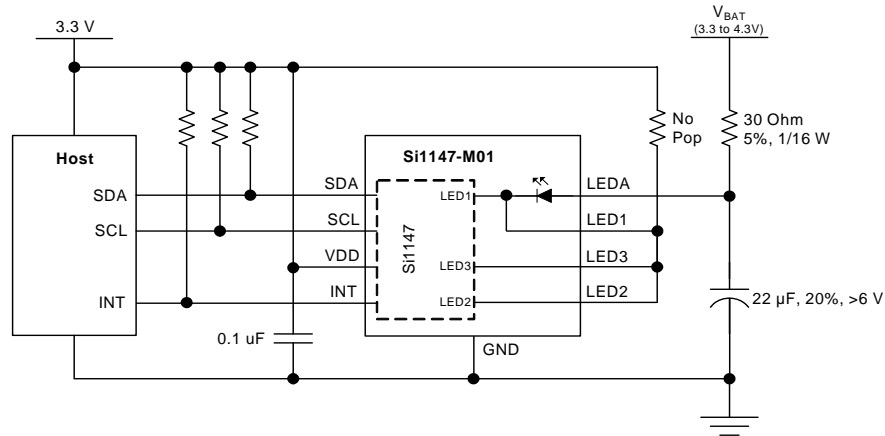 3.3 V
V_BAT
(3.3 to 4.3V)
No
Pop
30 Ohm
5%, 1/16 W
Host
Si1147-M01
SDA
SDA
LED1
LEDA
SCL
SCL
LED1
Si1147
VDD
LED3
LED3
INT
INT
LED2
LED2
22 µF, 20%, >6 V
0.1 uF
GND